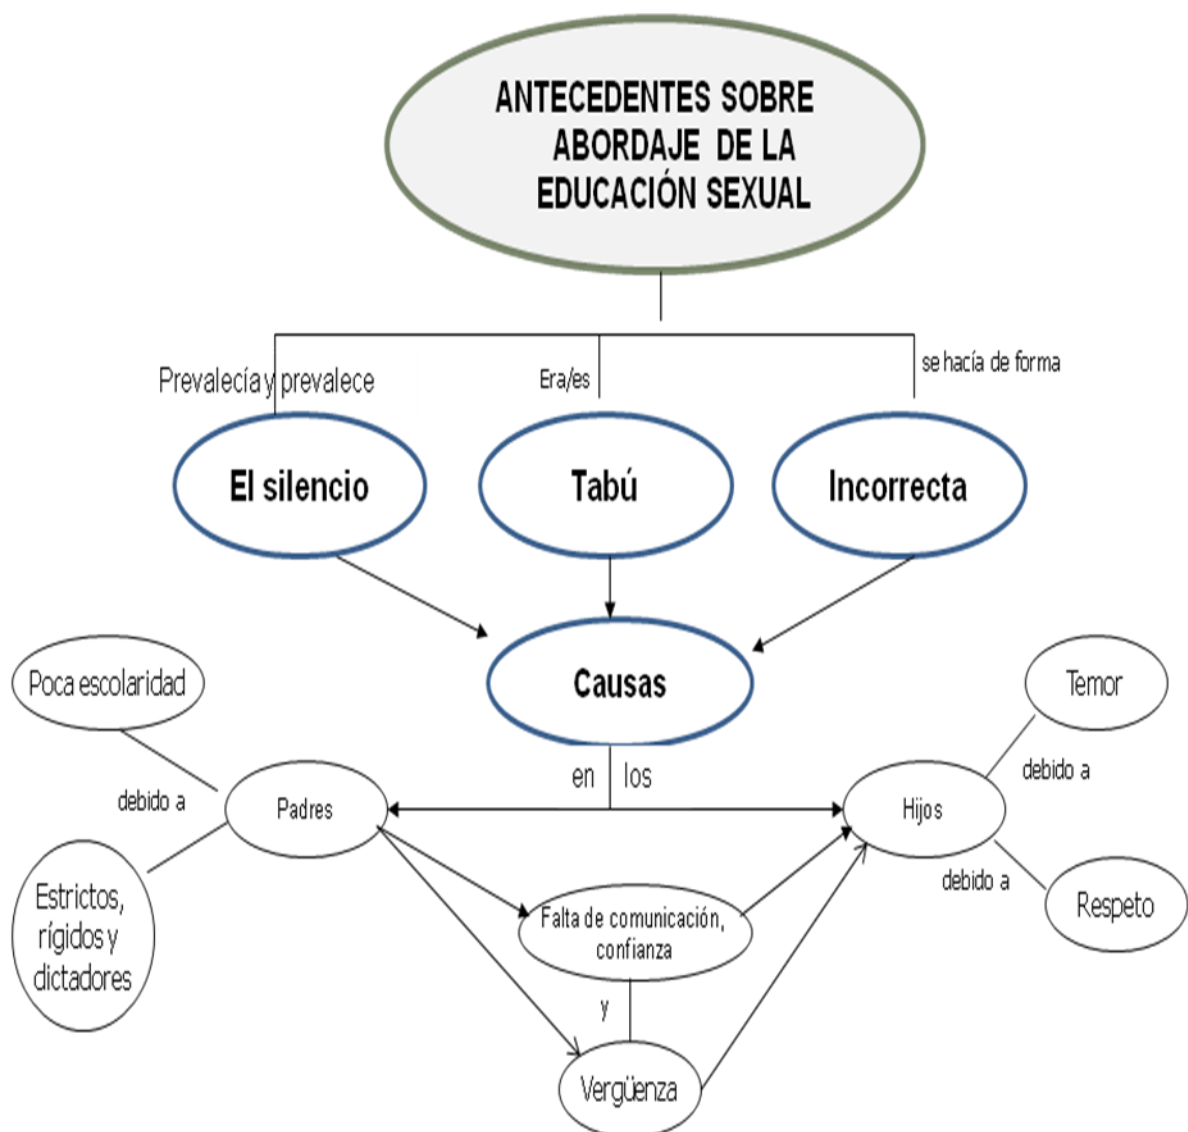 ANTECEDENTES SOBRE
ABORDAJE DE LA
EDUCACIÓN SEXUAL
Prevalecía y prevalece
Era/es
se hacía de forma
El silencio
Tabú
Incorrecta
Causas
Poca escolaridad
Temor
en los
debido a
debido a
Padres
Hijos
debido a
Estrictos,
rígidos y
dictadores
Respeto
Falta de comunicación,
confianza
y
Vergüenza